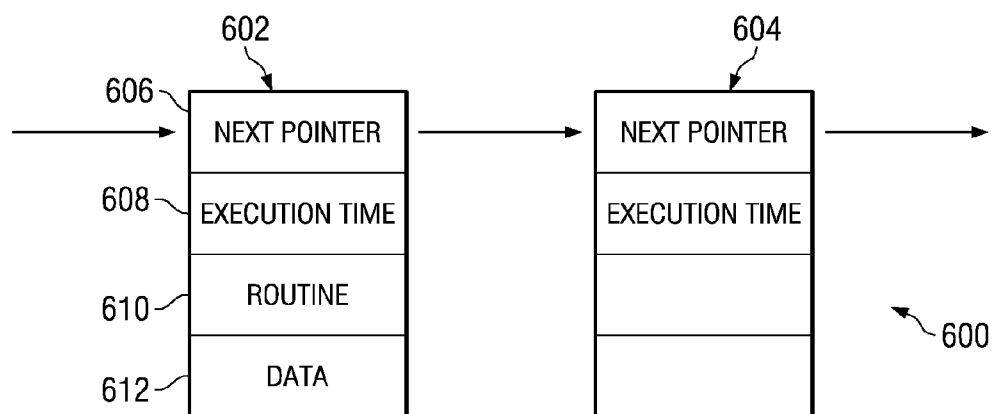 602
604
606
NEXT POINTER
NEXT POINTER
608
EXECUTION TIME
EXECUTION TIME
610
ROUTINE
600
612
DATA